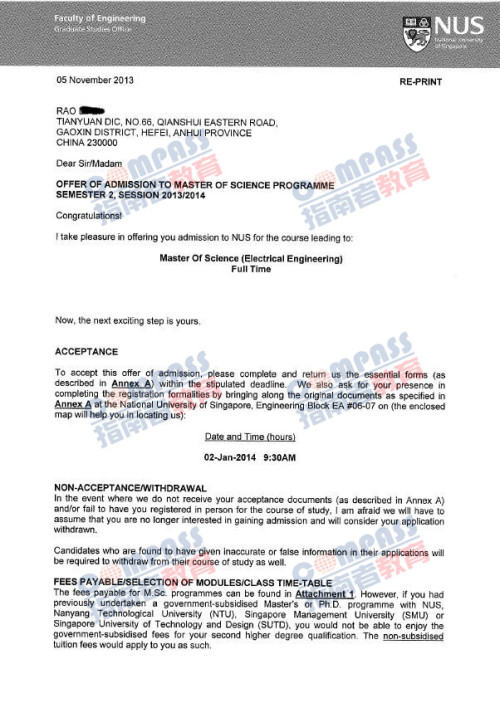 Faculty of Engineering
Graduate Studies Office
NUS
National University
of Singapore
05 November 2013
RE-PRINT
RAO
TIANYUAN DIC, NO.66, QIANSHUI EASTERN ROAD,
GAOXIN DISTRICT, HEFEI, ANHUI PROVINCE
CHINA 230000
Dear Sir/Madam
OFFER OF ADMISSION TO MASTER OF SCIENCE PROGRAMME
SEMESTER 2, SESSION 2013/2014
Congratulations!
I take pleasure in offering you admission to NUS for the course leading to:
Master Of Science (Electrical Engineering)
Full Time
Now, the next exciting step is yours.
ACCEPTANCE
To accept this offer of admission, please complete and return us the essential forms (as
described in Annex A) within the stipulated deadline. We also ask for your presence in
completing the registration formalities by bringing along the original documents as specified in
Annex A at the National University of Singapore, Engineering Block EA #06-07 on (the enclosed
map will help you in locating us):
Date and Time (hours)
02-Jan-2014 9:30AM
NON-ACCEPTANCE/WITHDRAWAL
In the event where we do not receive your acceptance documents (as described in Annex A)
and/or fail to have you registered in person for the course of study, I am afraid we will have to
assume that you are no longer interested in gaining admission and will consider your application
withdrawn.
Candidates who are found to have given inaccurate or false information in their applications will
be required to withdraw from their course of study as well.
FEES PAYABLE/SELECTION OF MODULES/CLASS TIME-TABLE
The fees payable for M.Sc. programmes can be found in Attachment 1. However, if you had
previously undertaken a government-subsidised Master's or Ph.D. programme with NUS,
Nanyang Technological University (NTU), Singapore Management University (SMU) or
Singapore University of Technology and Design (SUTD), you would not be able to enjoy the
government-subsidised fees for your second higher degree qualification. The non-subsidised
tuition fees would apply to you as such.
COMPASS
指南者教育
COMPASS
指南者教育
COMPASS
指南者教育
COMPASS
指南者教育
COMPASS
指南者教育
COMPASS
指南者教育